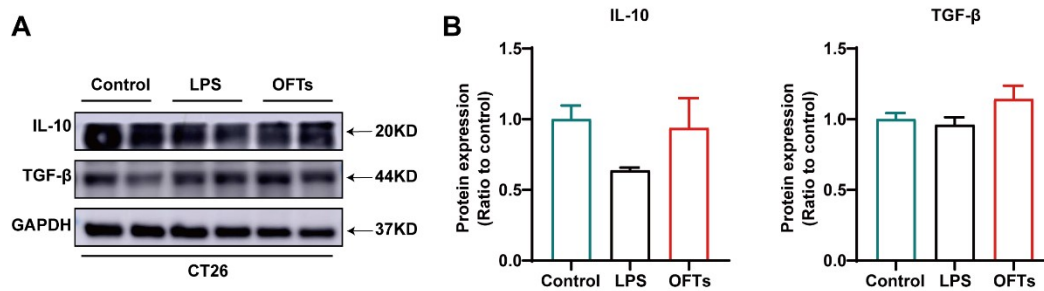 A
Control LPS OFTs
IL-10 20KD
TGF-β 44KD
GAPDH 37KD
CT26
B
IL-10
Protein expression
(Ratio to control)
1.5
1.0
0.5
0.0
Control LPS OFTs
TGF-β
Protein expression
(Ratio to control)
1.5
1.0
0.5
0.0
Control LPS OFTs